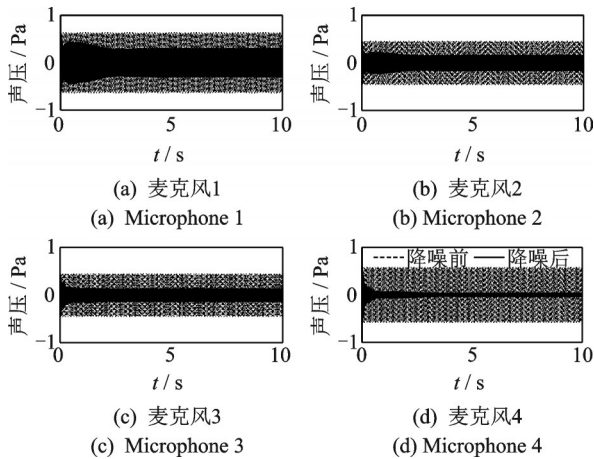 1
0
−1
声压 / Pa
0 5 10
t / s
(a) 麦克风1
(a) Microphone 1
1
0
−1
声压 / Pa
0 5 10
t / s
(b) 麦克风2
(b) Microphone 2
1
0
−1
声压 / Pa
0 5 10
t / s
(c) 麦克风3
(c) Microphone 3
降噪前 降噪后
1
0
−1
声压 / Pa
0 5 10
t / s
(d) 麦克风4
(d) Microphone 4